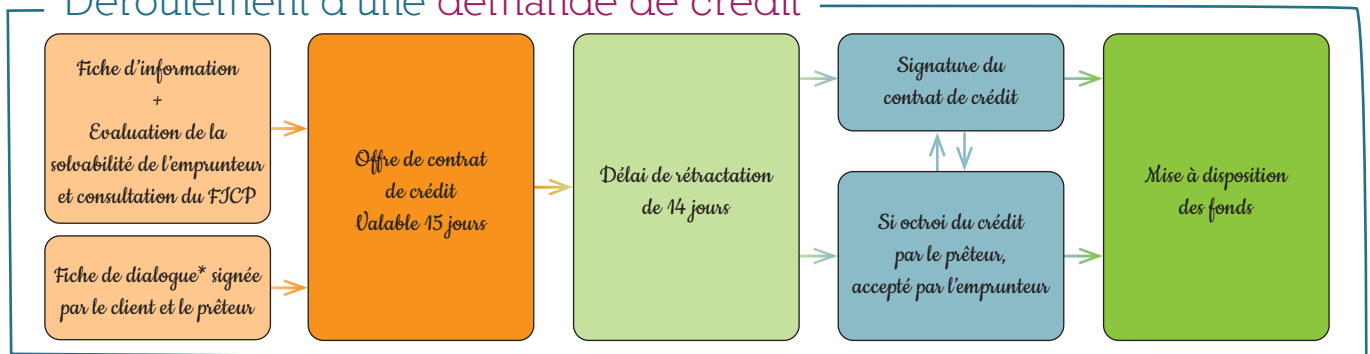 Déroulement d'une demande de crédit
Fiche d'information
+
Evaluation de la
solvabilité de l'emprunteur
et consultation du FICP
Fiche de dialogue* signée
par le client et le prêteur
Offre de contrat
de crédit
Valable 15 jours
Délai de rétractation
de 14 jours
Signature du
contrat de crédit
Si octroi du crédit
par le prêteur,
accepté par l'emprunteur
Mise à disposition
des fonds